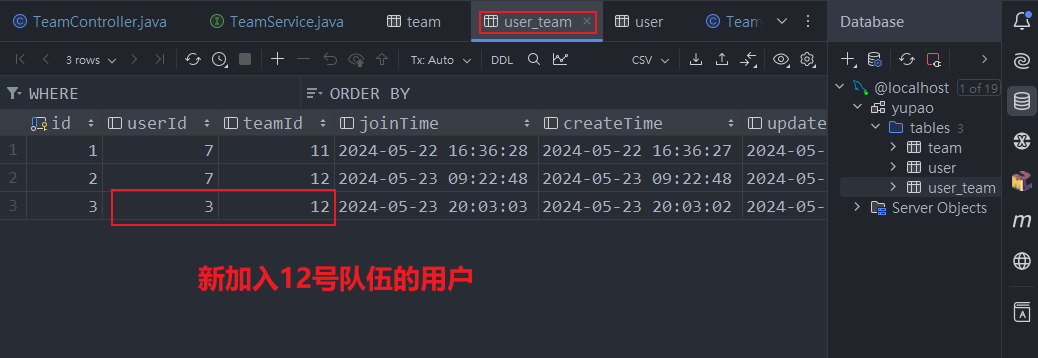 TeamController.java TeamService.java team user_team user Team Database
3 rows Tx: Auto DDL CSV
WHERE ORDER BY
id userId teamId joinTime createTime update
1 1 7 11 2024-05-22 16:36:28 2024-05-22 16:36:27 2024-05-
2 2 7 12 2024-05-23 09:22:48 2024-05-23 09:22:48 2024-05-
3 3 3 12 2024-05-23 20:03:03 2024-05-23 20:03:02 2024-05-
新加入12号队伍的用户
@localhost 1 of 19
yupao
tables 3
team
user
user_team
Server Objects
m